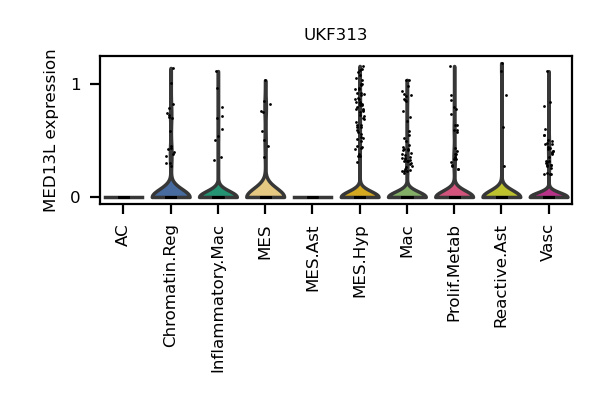 UKF313
MED13L expression
1
0
AC
Chromatin.Reg
Inflammatory.Mac
MES
MES.Ast
MES.Hyp
Mac
Prolif.Metab
Reactive.Ast
Vasc